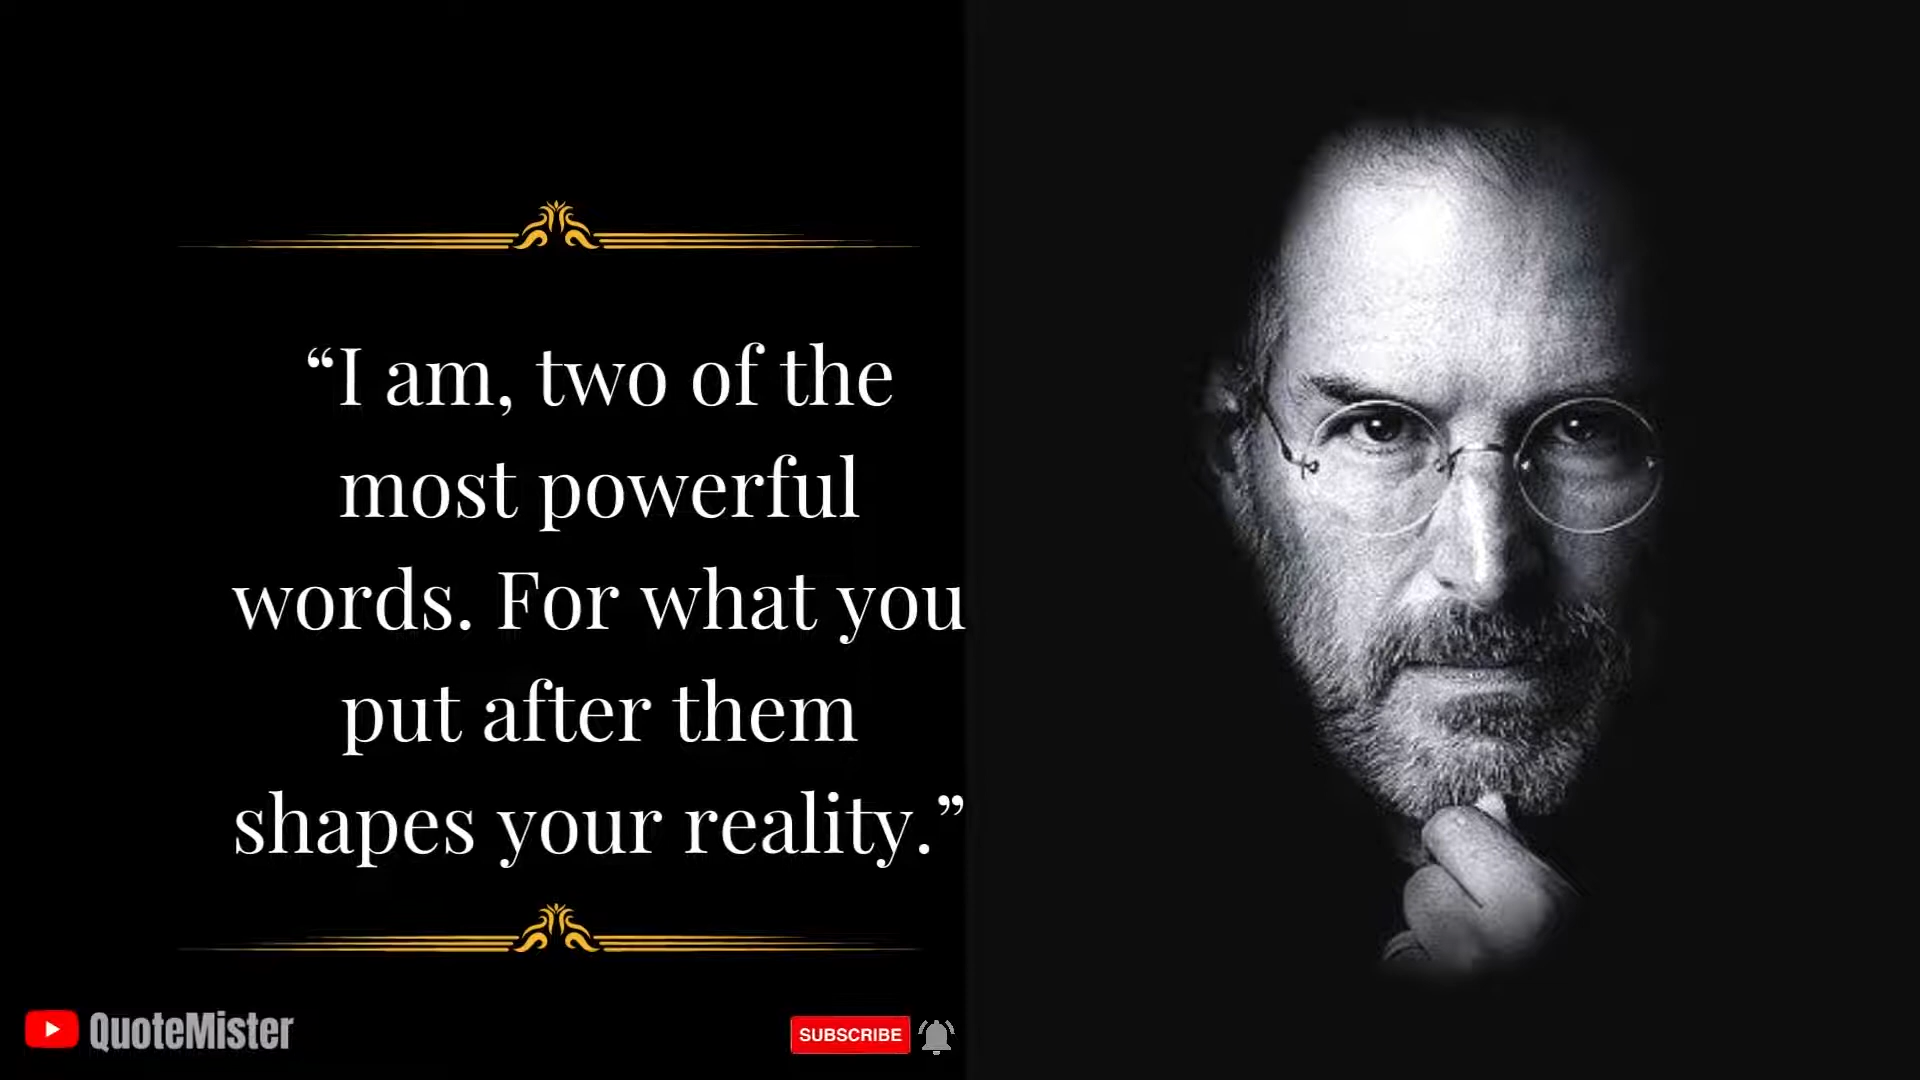 “I am, two of the
most powerful
words. For what you
put after them
shapes your reality.”
QuoteMister
SUBSCRIBE